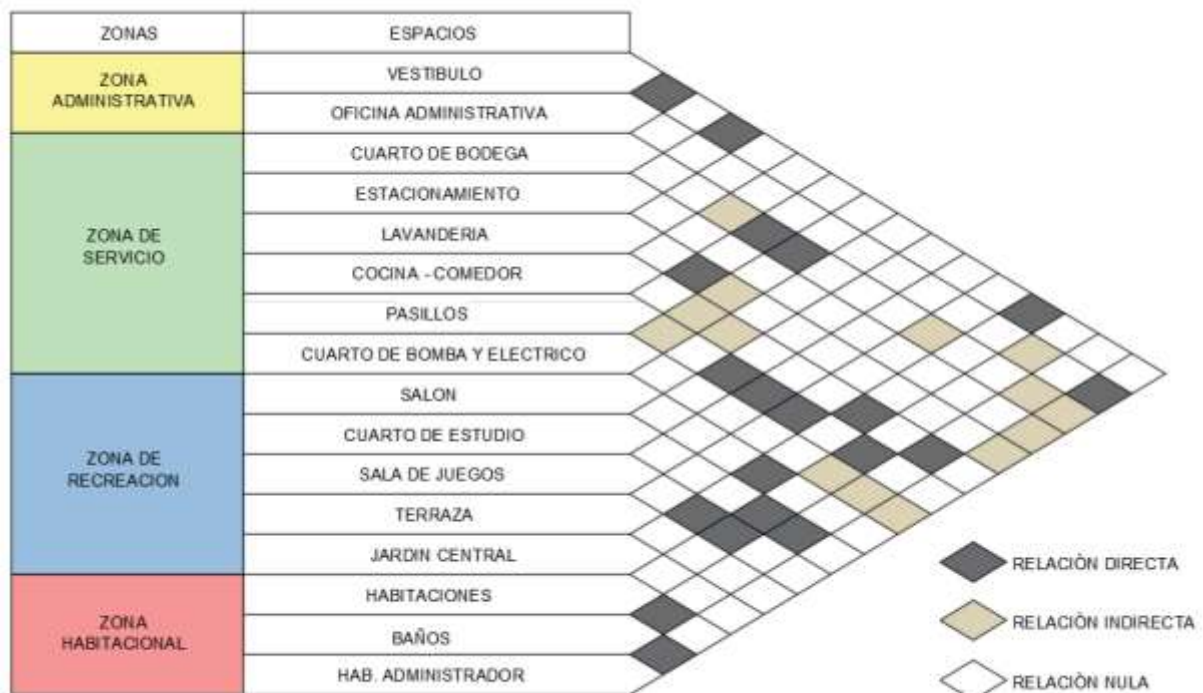 ZONAS
ESPACIOS
ZONA
ADMINISTRATIVA
VESTIBULO
OFICINA ADMINISTRATIVA
ZONA DE
SERVICIO
CUARTO DE BODEGA
ESTACIONAMIENTO
LAVANDERIA
COCINA - COMEDOR
PASILLOS
CUARTO DE BOMBA Y ELECTRICO
ZONA DE
RECREACION
SALON
CUARTO DE ESTUDIO
SALA DE JUEGOS
TERRAZA
JARDIN CENTRAL
ZONA
HABITACIONAL
HABITACIONES
BAÑOS
HAB. ADMINISTRADOR
RELACIÒN DIRECTA
RELACIÒN INDIRECTA
RELACIÒN NULA